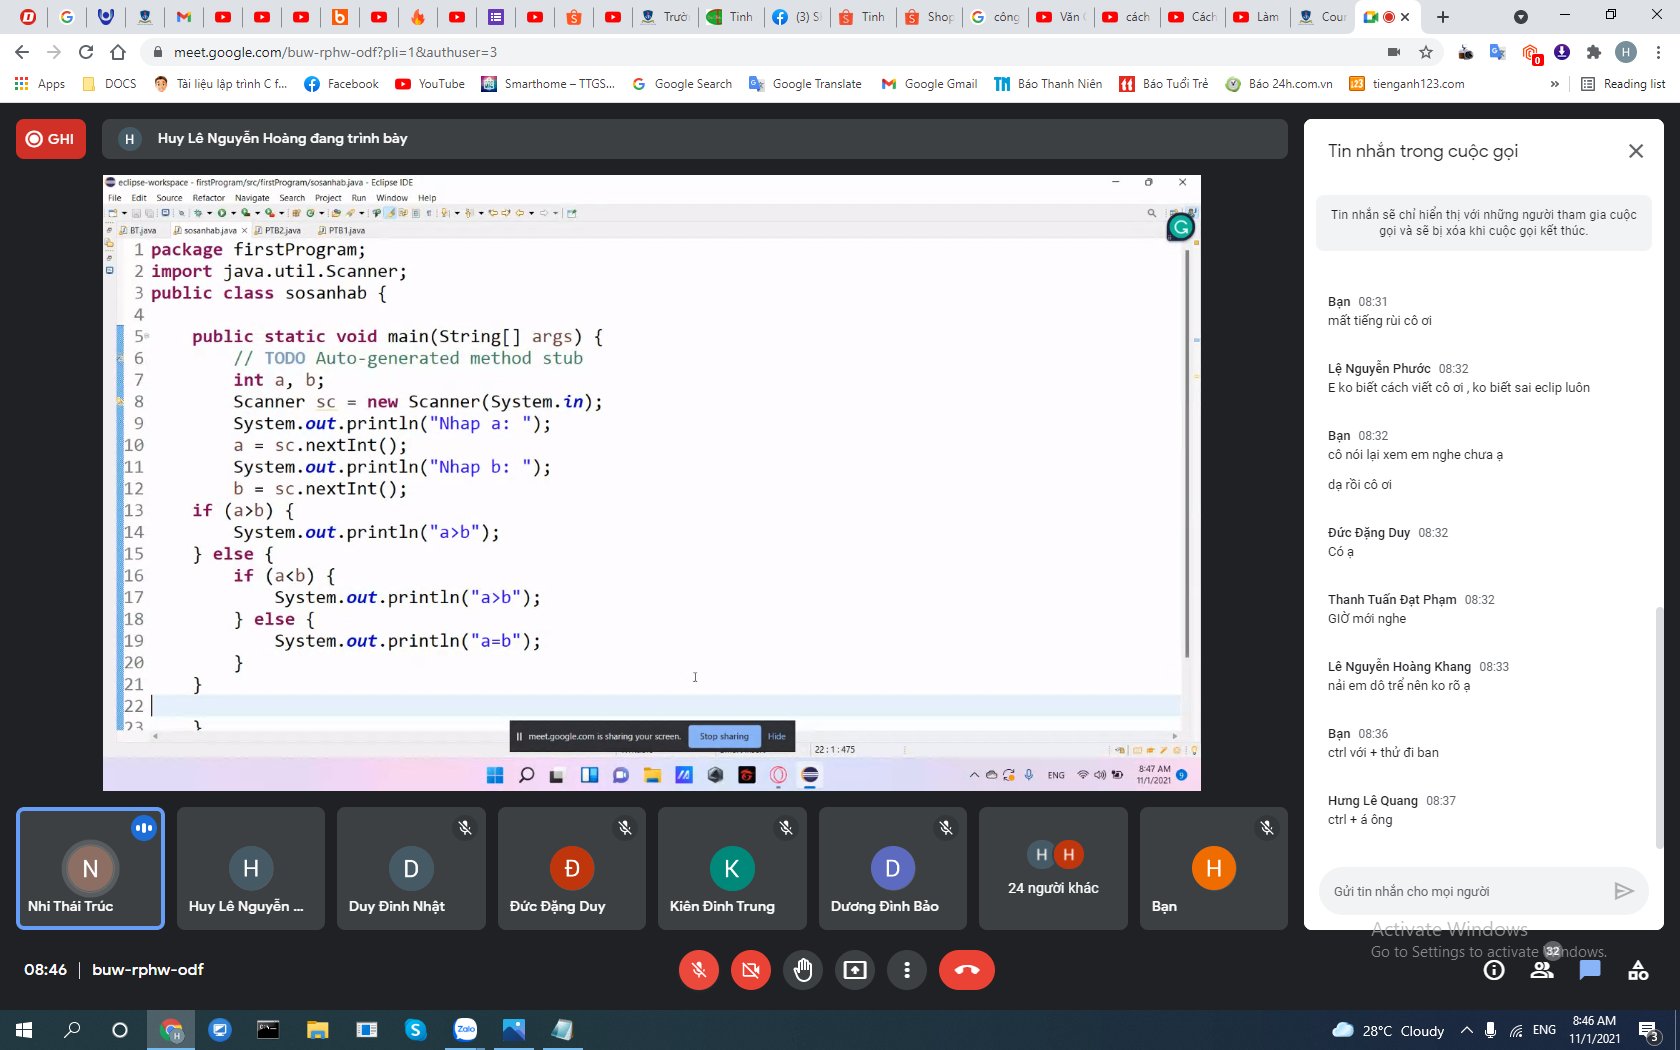 Trườ
Tinh
(3) S
Tinh
Shop
công
Văn
cách
Cách
Làm
Cour
meet.google.com/buw-rphw-odf?pli=1&authuser=3
H
Apps
DOCS
Tài liệu lập trình C f...
Facebook
YouTube
Smarthome – TTGS...
Google Search
Google Translate
Google Gmail
Báo Thanh Niên
Báo Tuổi Trẻ
Báo 24h.com.vn
tienganh123.com
»
Reading list
GHI
H
Huy Lê Nguyễn Hoàng đang trình bày
eclipse-workspace - firstProgram/src/firstProgram/sosanhab.java - Eclipse IDE
File Edit Source Refactor Navigate Search Project Run Window Help
BT.java sosanhab.java PTB2.java PTB1.java
1 package firstProgram;
2 import java.util.Scanner;
3 public class sosanhab {
4
5 public static void main(String[] args) {
6 // TODO Auto-generated method stub
7 int a, b;
8 Scanner sc = new Scanner(System.in);
9 System.out.println("Nhap a: ");
10 a = sc.nextInt();
11 System.out.println("Nhap b: ");
12 b = sc.nextInt();
13 if (a>b) {
14 System.out.println("a>b");
15 } else {
16 if (a<b) {
17 System.out.println("a>b");
18 } else {
19 System.out.println("a=b");
20 }
21 }
22
23 }
meet.google.com is sharing your screen. Stop sharing Hide
22 : 1 : 475
ENG
8:47 AM
11/1/2021
9
Tin nhắn trong cuộc gọi
Tin nhắn sẽ chỉ hiển thị với những người tham gia cuộc
gọi và sẽ bị xóa khi cuộc gọi kết thúc.
Bạn 08:31
mất tiếng rùi cô ơi
Lệ Nguyễn Phước 08:32
E ko biết cách viết cô ơi , ko biết sai eclip luôn
Bạn 08:32
cô nói lại xem em nghe chưa ạ
dạ rồi cô ơi
Đức Đặng Duy 08:32
Có ạ
Thanh Tuấn Đạt Phạm 08:32
GIỜ mới nghe
Lê Nguyễn Hoàng Khang 08:33
nải em dô trể nên ko rõ ạ
Bạn 08:36
ctrl với + thử đi ban
Hưng Lê Quang 08:37
ctrl + á ông
Gửi tin nhắn cho mọi người
N
Nhi Thái Trúc
H
Huy Lê Nguyễn ...
D
Duy Đinh Nhật
Đ
Đức Đặng Duy
K
Kiên Đinh Trung
D
Dương Đình Bảo
H H
24 người khác
H
Bạn
Activate Windows
Go to Settings to activate Windows.
08:46 | buw-rphw-odf
32
Zalo
28°C Cloudy
ENG
8:46 AM
11/1/2021
3